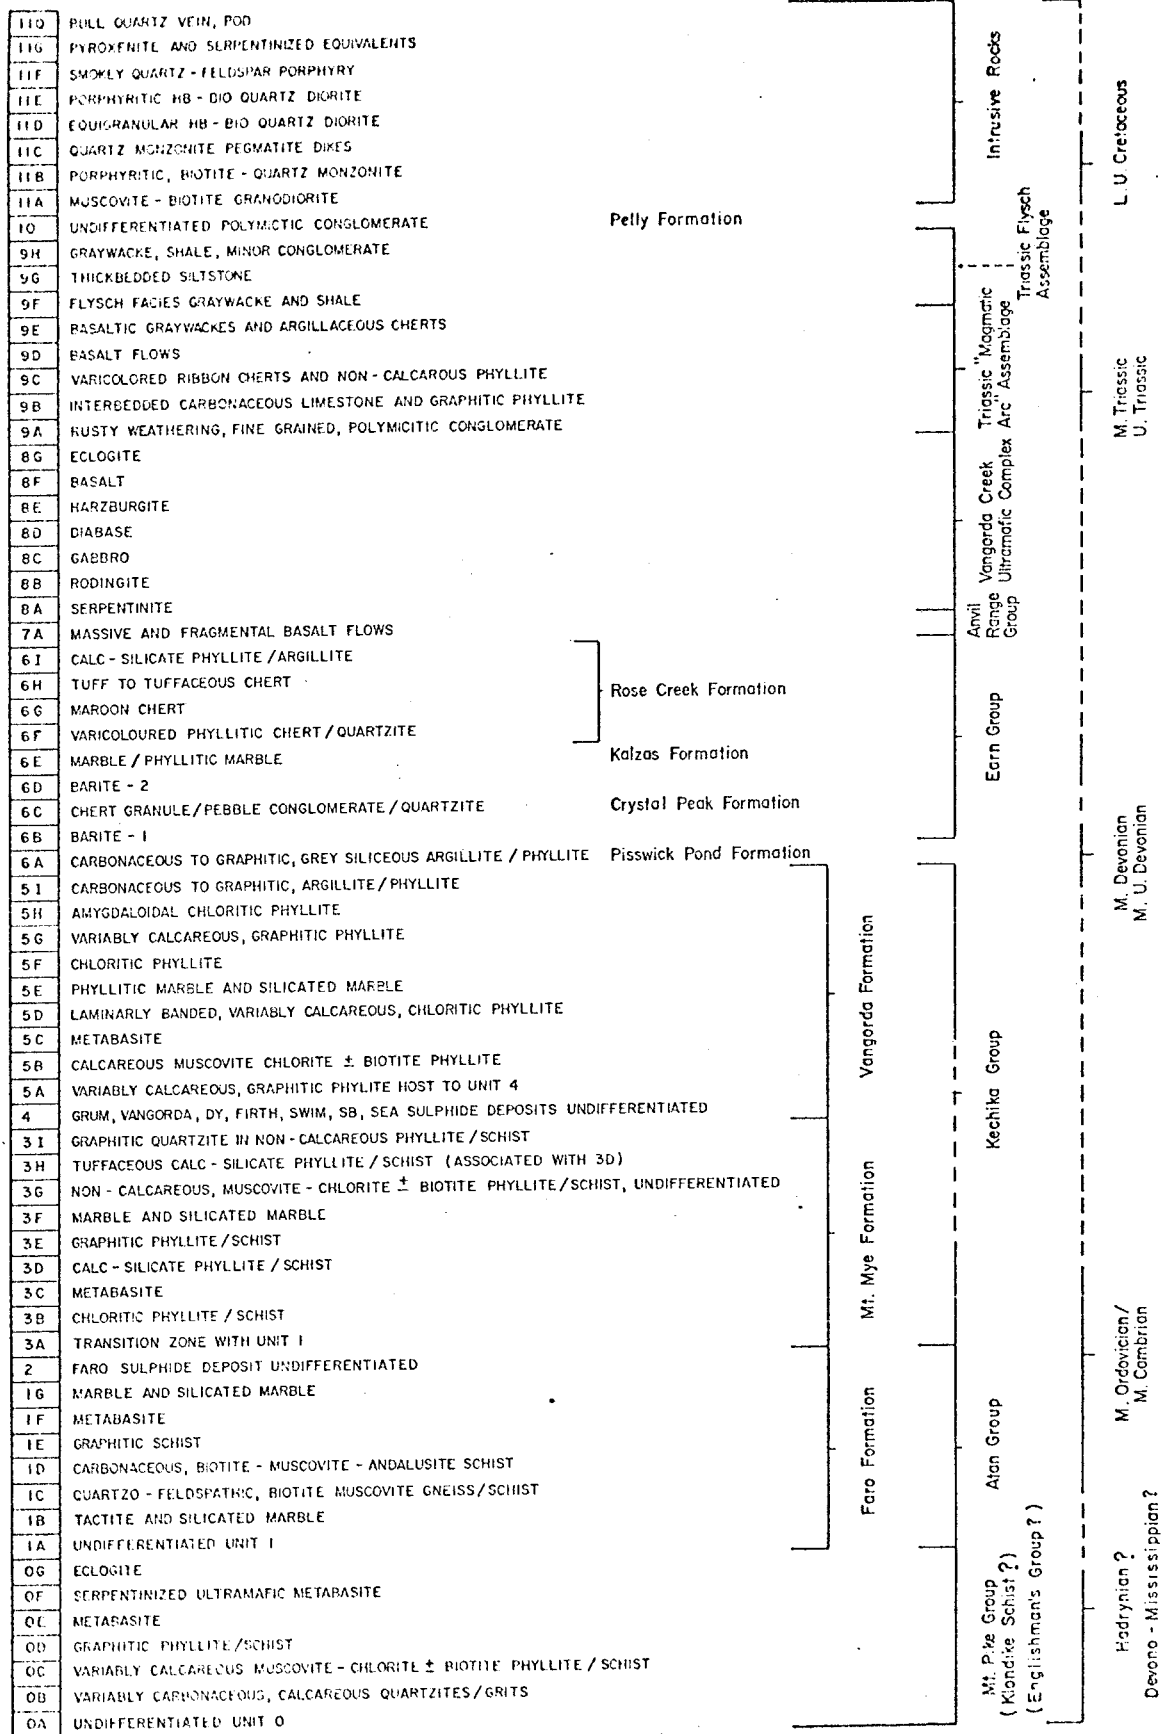 11Q PULL QUARTZ VEIN, POD
11G PYROXENITE AND SERPENTINIZED EQUIVALENTS
11F SMOKEY QUARTZ - FELDSPAR PORPHYRY
11E PORPHYRITIC HB - BIO QUARTZ DIORITE
11D EQUIGRANULAR HB - BIO QUARTZ DIORITE
11C QUARTZ MONZONITE PEGMATITE DIKES
11B PORPHYRITIC, BIOTITE - QUARTZ MONZONITE
11A MUSCOVITE - BIOTITE GRANODIORITE
10 UNDIFFERENTIATED POLYMICTIC CONGLOMERATE Pelly Formation
9H GRAYWACKE, SHALE, MINOR CONGLOMERATE
9G THICKBEDDED SILTSTONE
9F FLYSCH FACIES GRAYWACKE AND SHALE
9E BASALTIC GRAYWACKES AND ARGILLACEOUS CHERTS
9D BASALT FLOWS
9C VARICOLORED RIBBON CHERTS AND NON - CALCAROUS PHYLLITE
9B INTERBEDDED CARBONACEOUS LIMESTONE AND GRAPHITIC PHYLLITE
9A RUSTY WEATHERING, FINE GRAINED, POLYMICITIC CONGLOMERATE
8G ECLOGITE
8F BASALT
8E HARZBURGITE
8D DIABASE
8C GABBRO
8B RODINGITE
8A SERPENTINITE
7A MASSIVE AND FRAGMENTAL BASALT FLOWS
6I CALC - SILICATE PHYLLITE / ARGILLITE
6H TUFF TO TUFFACEOUS CHERT
Rose Creek Formation
6G MAROON CHERT
6F VARICOLOURED PHYLLITIC CHERT / QUARTZITE
6E MARBLE / PHYLLITIC MARBLE Kalzas Formation
6D BARITE - 2
6C CHERT GRANULE / PEBBLE CONGLOMERATE / QUARTZITE Crystal Peak Formation
6B BARITE - 1
6A CARBONACEOUS TO GRAPHITIC, GREY SILICEOUS ARGILLITE / PHYLLITE Pisswick Pond Formation
5I CARBONACEOUS TO GRAPHITIC, ARGILLITE / PHYLLITE
5H AMYGDALOIDAL CHLORITIC PHYLLITE
5G VARIABLY CALCAREOUS, GRAPHITIC PHYLLITE
5F CHLORITIC PHYLLITE
5E PHYLLITIC MARBLE AND SILICATED MARBLE
5D LAMINARLY BANDED, VARIABLY CALCAREOUS, CHLORITIC PHYLLITE
5C METABASITE
5B CALCAREOUS MUSCOVITE CHLORITE ± BIOTITE PHYLLITE
5A VARIABLY CALCAREOUS, GRAPHITIC PHYLITE HOST TO UNIT 4
4 GRUM, VANGORDA, DY, FIRTH, SWIM, SB, SEA SULPHIDE DEPOSITS UNDIFFERENTIATED
3I GRAPHITIC QUARTZITE IN NON - CALCAREOUS PHYLLITE / SCHIST
3H TUFFACEOUS CALC - SILICATE PHYLLITE / SCHIST (ASSOCIATED WITH 3D)
3G NON - CALCAREOUS, MUSCOVITE - CHLORITE ± BIOTITE PHYLLITE/SCHIST, UNDIFFERENTIATED
3F MARBLE AND SILICATED MARBLE
3E GRAPHITIC PHYLLITE / SCHIST
3D CALC - SILICATE PHYLLITE / SCHIST
3C METABASITE
3B CHLORITIC PHYLLITE / SCHIST
3A TRANSITION ZONE WITH UNIT 1
2 FARO SULPHIDE DEPOSIT UNDIFFERENTIATED
1G MARBLE AND SILICATED MARBLE
1F METABASITE
1E GRAPHITIC SCHIST
1D CARBONACEOUS, BIOTITE - MUSCOVITE - ANDALUSITE SCHIST
1C QUARTZO - FELDSPATHIC, BIOTITE MUSCOVITE GNEISS/SCHIST
1B TACTITE AND SILICATED MARBLE
1A UNDIFFERENTIATED UNIT 1
0G ECLOGITE
0F SERPENTINIZED ULTRAMAFIC METABASITE
0E METABASITE
0D GRAPHITIC PHYLLITE / SCHIST
0C VARIABLY CALCAREOUS MUSCOVITE - CHLORITE ± BIOTITE PHYLLITE / SCHIST
0B VARIABLY CARBONACEOUS, CALCAREOUS QUARTZITES/GRITS
0A UNDIFFERENTIATED UNIT 0
Vangorda Formation
Mt. Mye Formation
Faro Formation
Intrusive Rocks
Triassic Flysch
Assemblage
Triassic "Magmatic
Arc" Assemblage
Vangorda Creek
Ultramafic Complex
Anvil
Range
Group
Earn Group
Kechika Group
Atan Group
Mt. Pike Group
(Klondike Schist ?)
(Englishman's Group ?)
L. U. Cretaceous
M. Triassic
U. Triassic
M. Devonian
M. U. Devonian
M. Ordovician /
M. Cambrian
Hadrynian ?
Devono - Mississippian ?